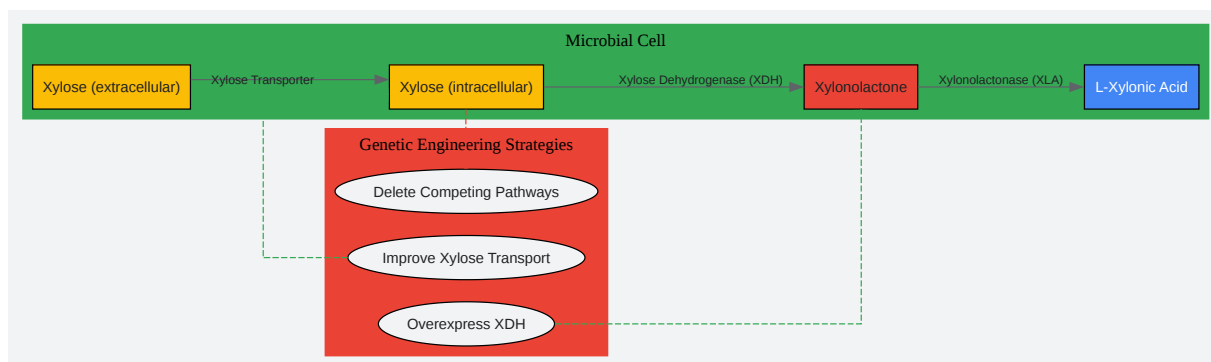 Microbial Cell
Xylose (extracellular)
Xylose Transporter
Xylose (intracellular)
Xylose Dehydrogenase (XDH)
Xylonolactone
Xylonolactonase (XLA)
L-Xylonic Acid
Genetic Engineering Strategies
Delete Competing Pathways
Improve Xylose Transport
Overexpress XDH